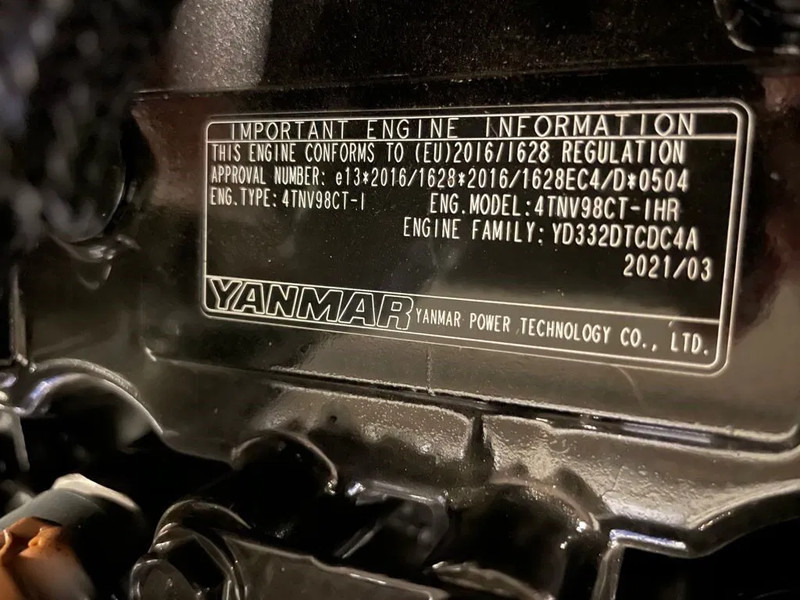 IMPORTANT ENGINE INFORMATION
THIS ENGINE CONFORMS TO (EU)2016/1628 REGULATION
APPROVAL NUMBER: e13*2016/1628*2016/1628EC4/D*0504
ENG.TYPE: 4TNV98CT-I ENG.MODEL: 4TNV98CT-IHR
ENGINE FAMILY: YD332DTCDC4A
2021/03
YANMAR YANMAR POWER TECHNOLOGY CO., LTD.